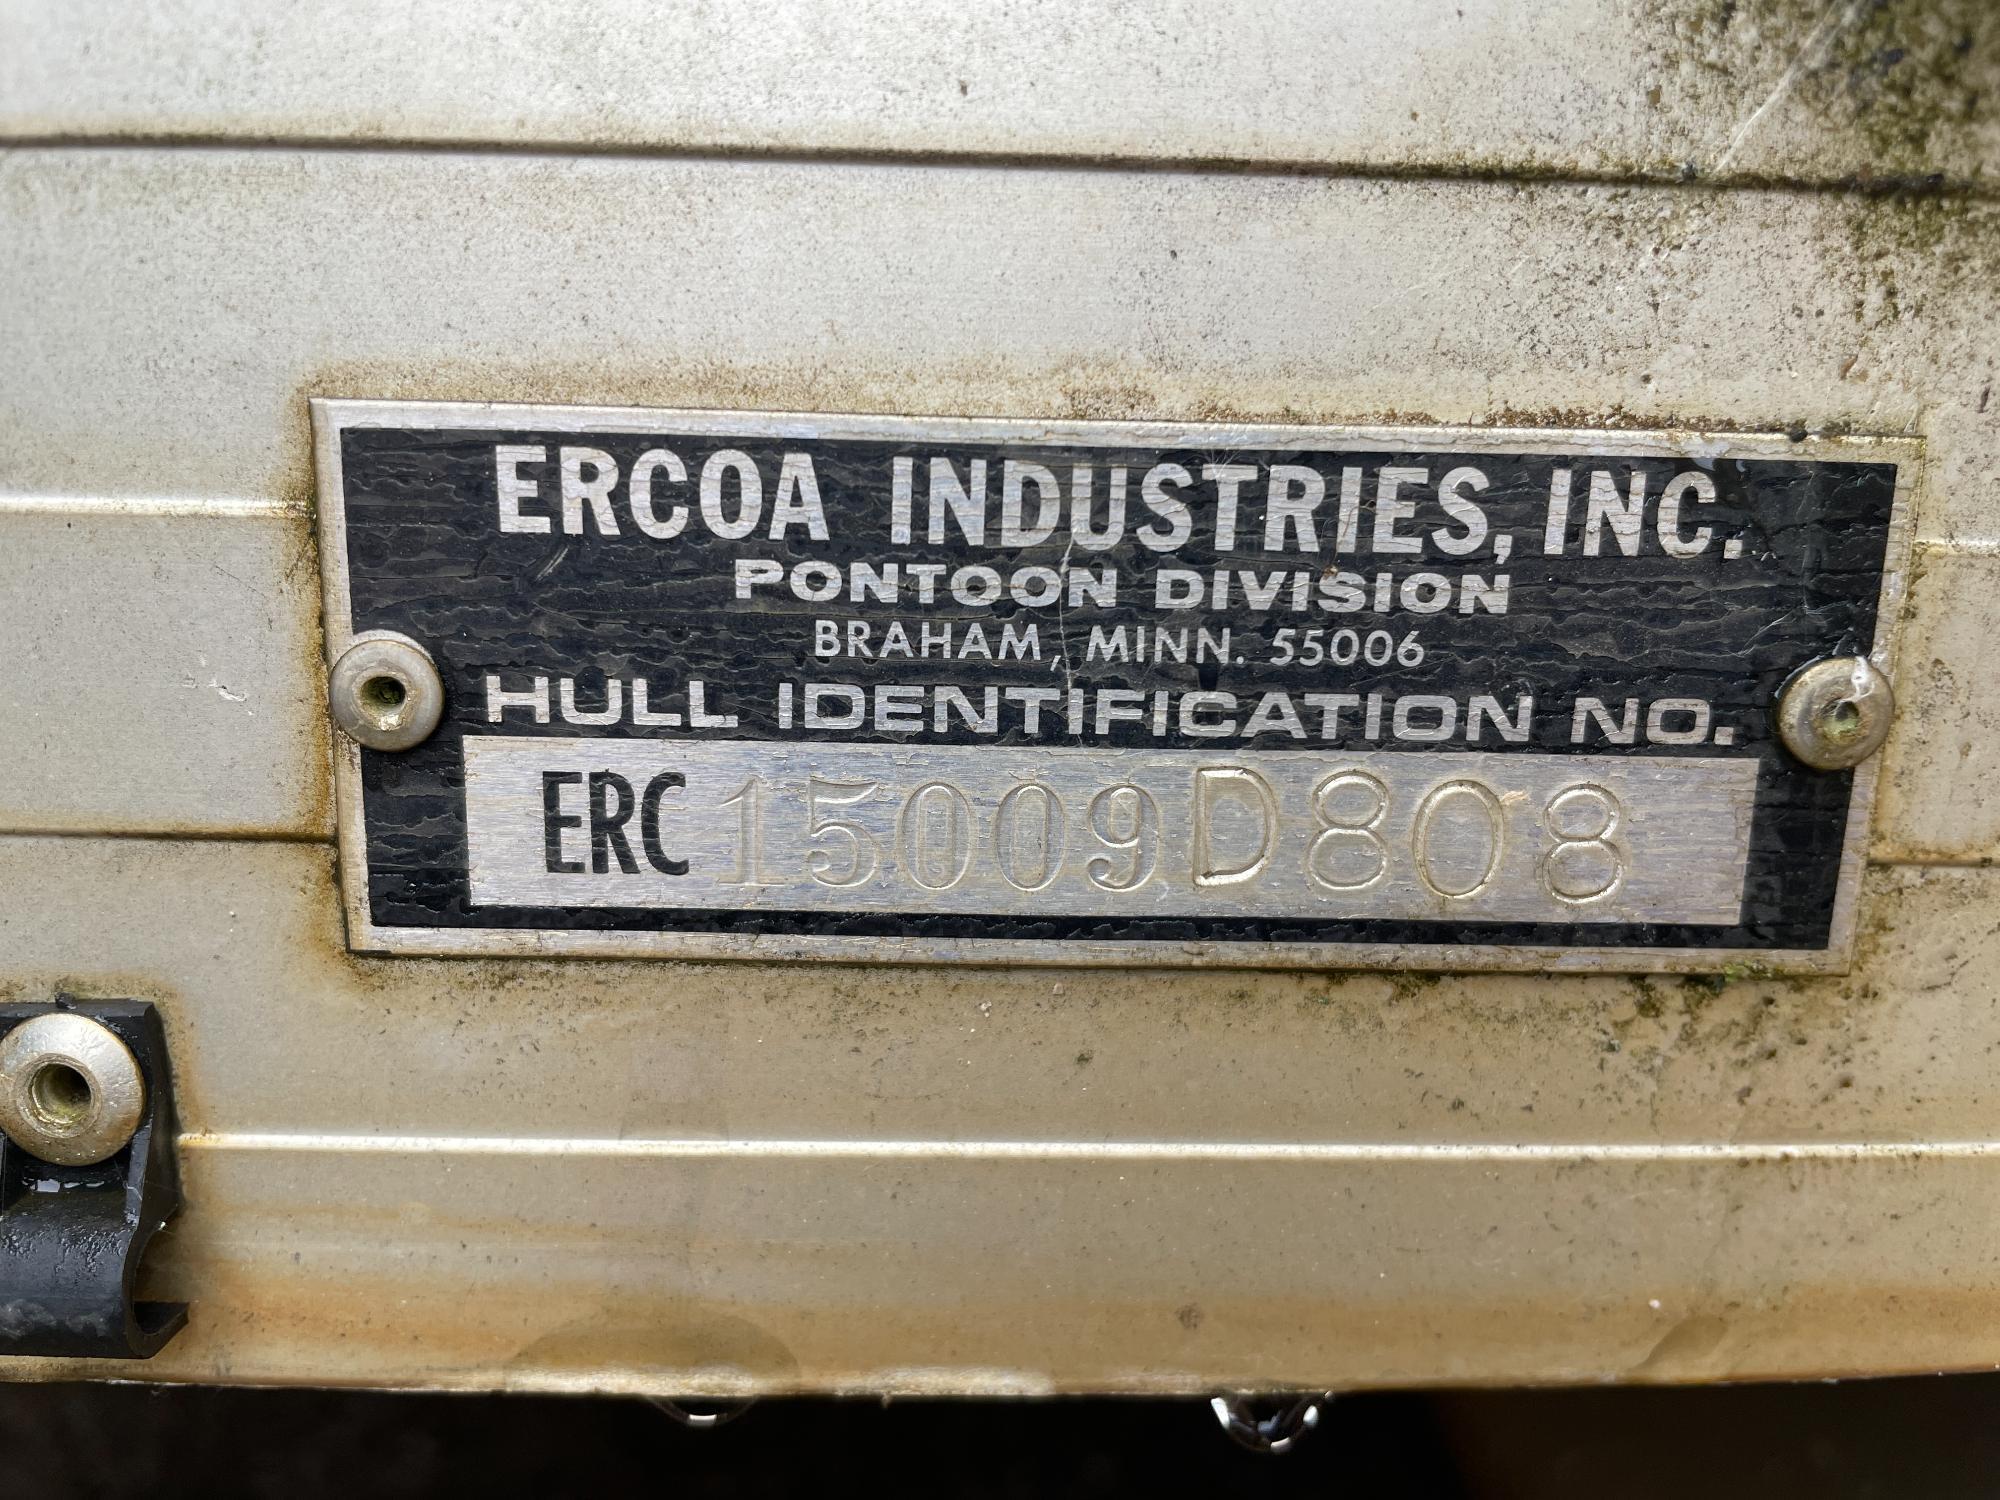 ERCOA INDUSTRIES, INC.
PONTOON DIVISION
BRAHAM, MINN. 55006
HULL IDENTIFICATION NO.
ERC 15009D808